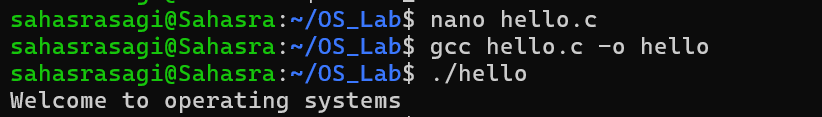 sahasrasagi@Sahasra:~/OS_Lab$ nano hello.c
sahasrasagi@Sahasra:~/OS_Lab$ gcc hello.c -o hello
sahasrasagi@Sahasra:~/OS_Lab$ ./hello
Welcome to operating systems